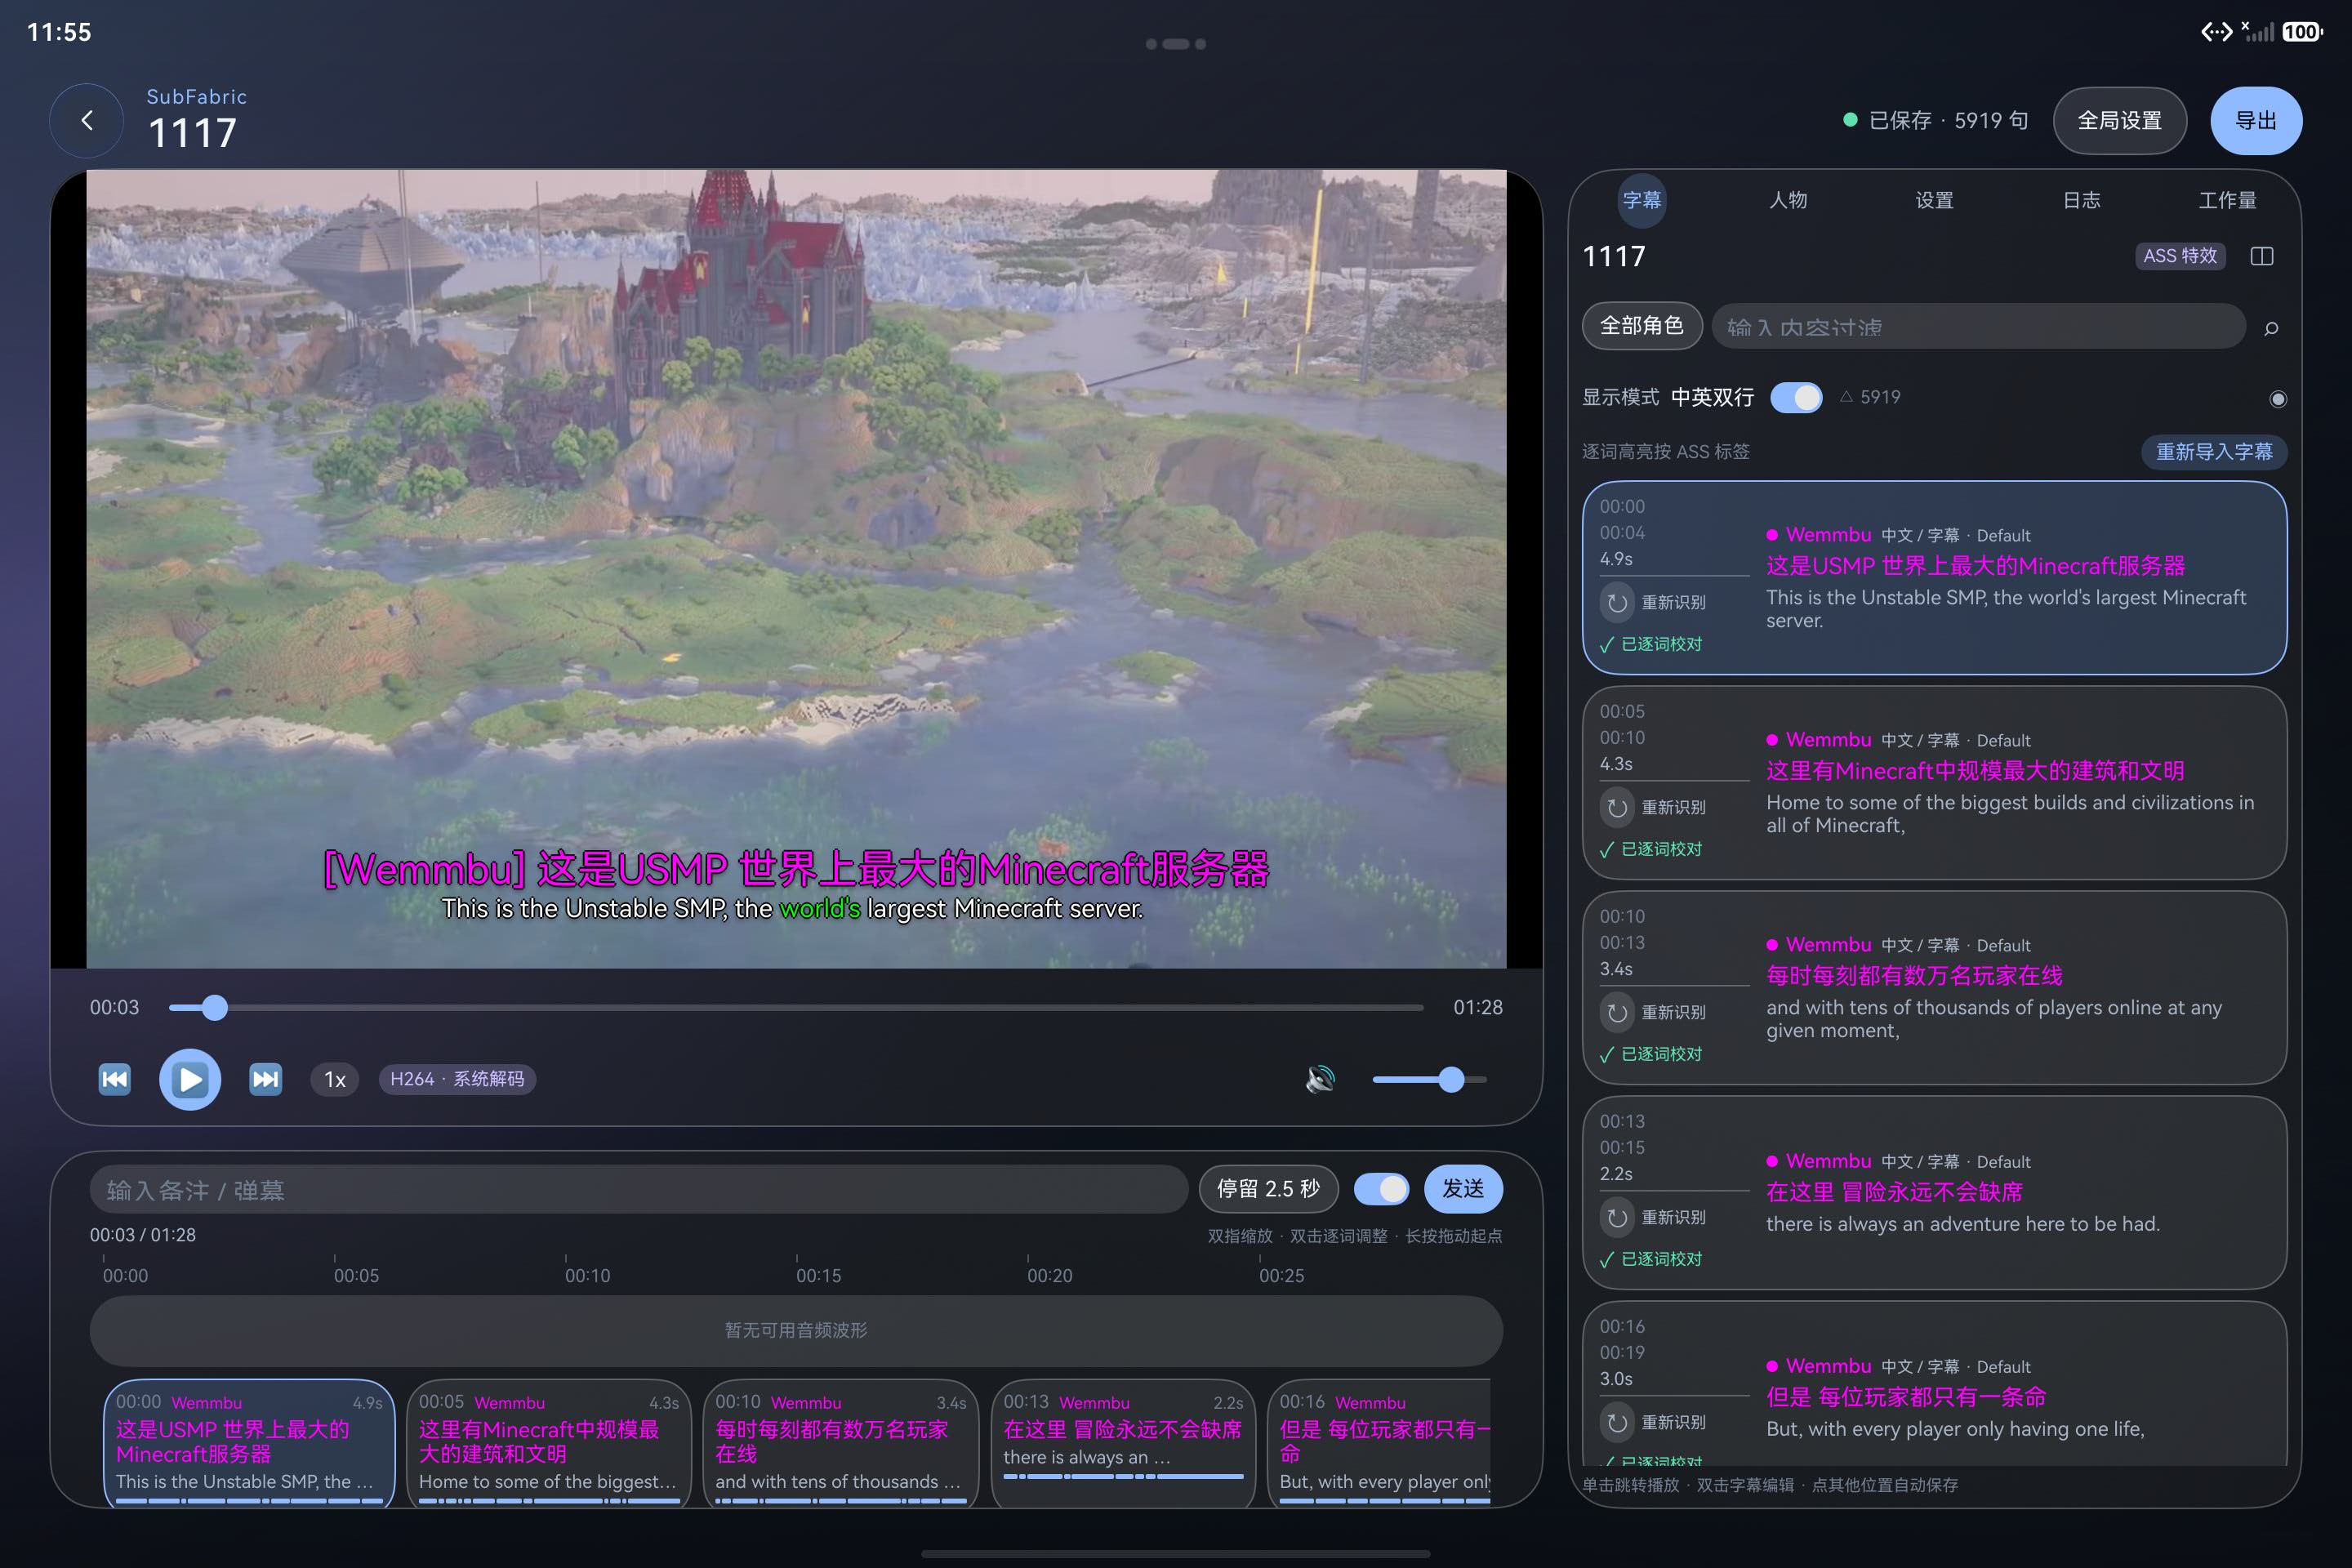 11:55
100
SubFabric
1117
已保存 · 5919 句
全局设置
导出
[Wemmbu] 这是USMP 世界上最大的Minecraft服务器
This is the Unstable SMP, the world's largest Minecraft server.
00:03
01:28
1x
H264 · 系统解码
输入备注 / 弹幕
停留 2.5 秒
发送
00:03 / 01:28
双指缩放 · 双击逐词调整 · 长按拖动起点
00:00
00:05
00:10
00:15
00:20
00:25
暂无可用音频波形
00:00 Wemmbu 4.9s
这是USMP 世界上最大的
Minecraft服务器
This is the Unstable SMP, the …
00:05 Wemmbu 4.3s
这里有Minecraft中规模最
大的建筑和文明
Home to some of the biggest…
00:10 Wemmbu 3.4s
每时每刻都有数万名玩家
在线
and with tens of thousands …
00:13 Wemmbu 2.2s
在这里 冒险永远不会缺席
there is always an …
00:16 Wemmbu
但是 每位玩家都只有一
命
But, with every player only
字幕
人物
设置
日志
工作量
1117
ASS 特效
全部角色
输入内容过滤
显示模式 中英双行
△ 5919
逐词高亮按 ASS 标签
重新导入字幕
00:00
00:04
4.9s
重新识别
✓ 已逐词校对
Wemmbu 中文 / 字幕 · Default
这是USMP 世界上最大的Minecraft服务器
This is the Unstable SMP, the world's largest Minecraft
server.
00:05
00:10
4.3s
重新识别
✓ 已逐词校对
Wemmbu 中文 / 字幕 · Default
这里有Minecraft中规模最大的建筑和文明
Home to some of the biggest builds and civilizations in
all of Minecraft,
00:10
00:13
3.4s
重新识别
✓ 已逐词校对
Wemmbu 中文 / 字幕 · Default
每时每刻都有数万名玩家在线
and with tens of thousands of players online at any
given moment,
00:13
00:15
2.2s
重新识别
✓ 已逐词校对
Wemmbu 中文 / 字幕 · Default
在这里 冒险永远不会缺席
there is always an adventure here to be had.
00:16
00:19
3.0s
重新识别
✓ 已逐词校对
Wemmbu 中文 / 字幕 · Default
但是 每位玩家都只有一条命
But, with every player only having one life,
单击跳转播放 · 双击字幕编辑 · 点其他位置自动保存